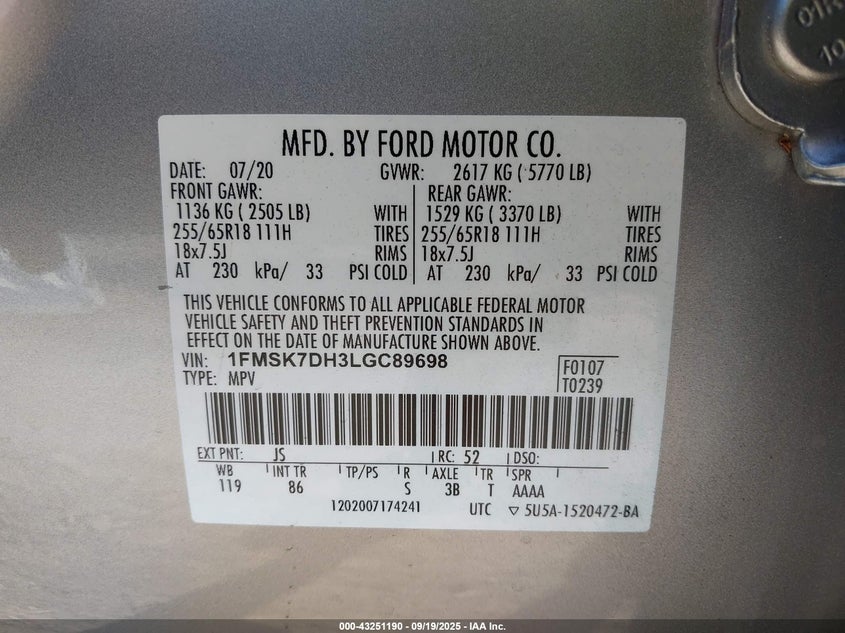 01K
10
MFD. BY FORD MOTOR CO.
DATE: 07/20 GVWR: 2617 KG ( 5770 LB)
FRONT GAWR: REAR GAWR:
1136 KG ( 2505 LB) WITH 1529 KG ( 3370 LB) WITH
255/65R18 111H TIRES 255/65R18 111H TIRES
18x7.5J RIMS 18x7.5J RIMS
AT 230 kPa/ 33 PSI COLD AT 230 kPa/ 33 PSI COLD
THIS VEHICLE CONFORMS TO ALL APPLICABLE FEDERAL MOTOR
VEHICLE SAFETY AND THEFT PREVENTION STANDARDS IN
EFFECT ON THE DATE OF MANUFACTURE SHOWN ABOVE.
VIN: 1FMSK7DH3LGC89698 F0107
TYPE: MPV T0239
EXT PNT: JS RC: 52 DSO:
WB INT TR TP/PS R AXLE TR SPR
119 86 S 3B T AAAA
1202007174241 UTC ▽ 5U5A-1520472-BA
000-43251190 - 09/19/2025 - IAA Inc.